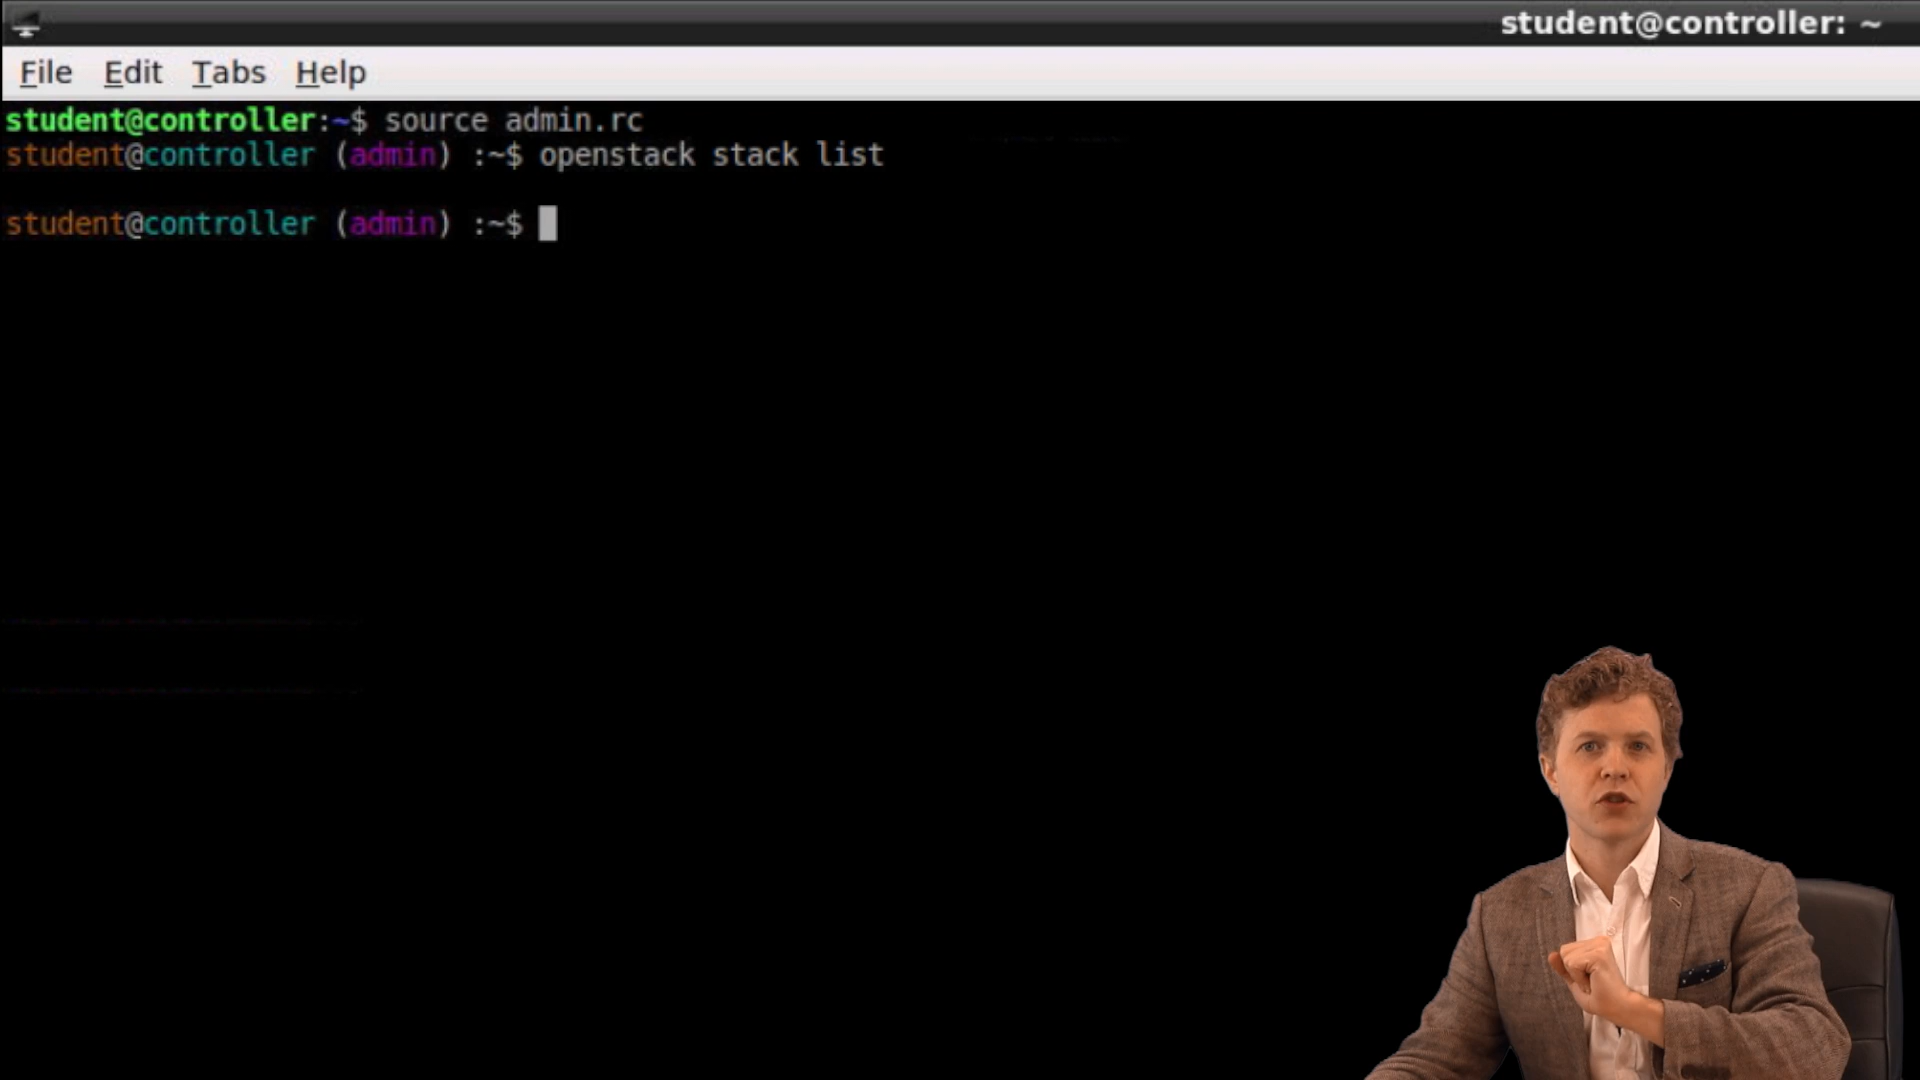 student@controller: ~
File Edit Tabs Help
student@controller:~$ source admin.rc
student@controller (admin) :~$ openstack stack list
student@controller (admin) :~$